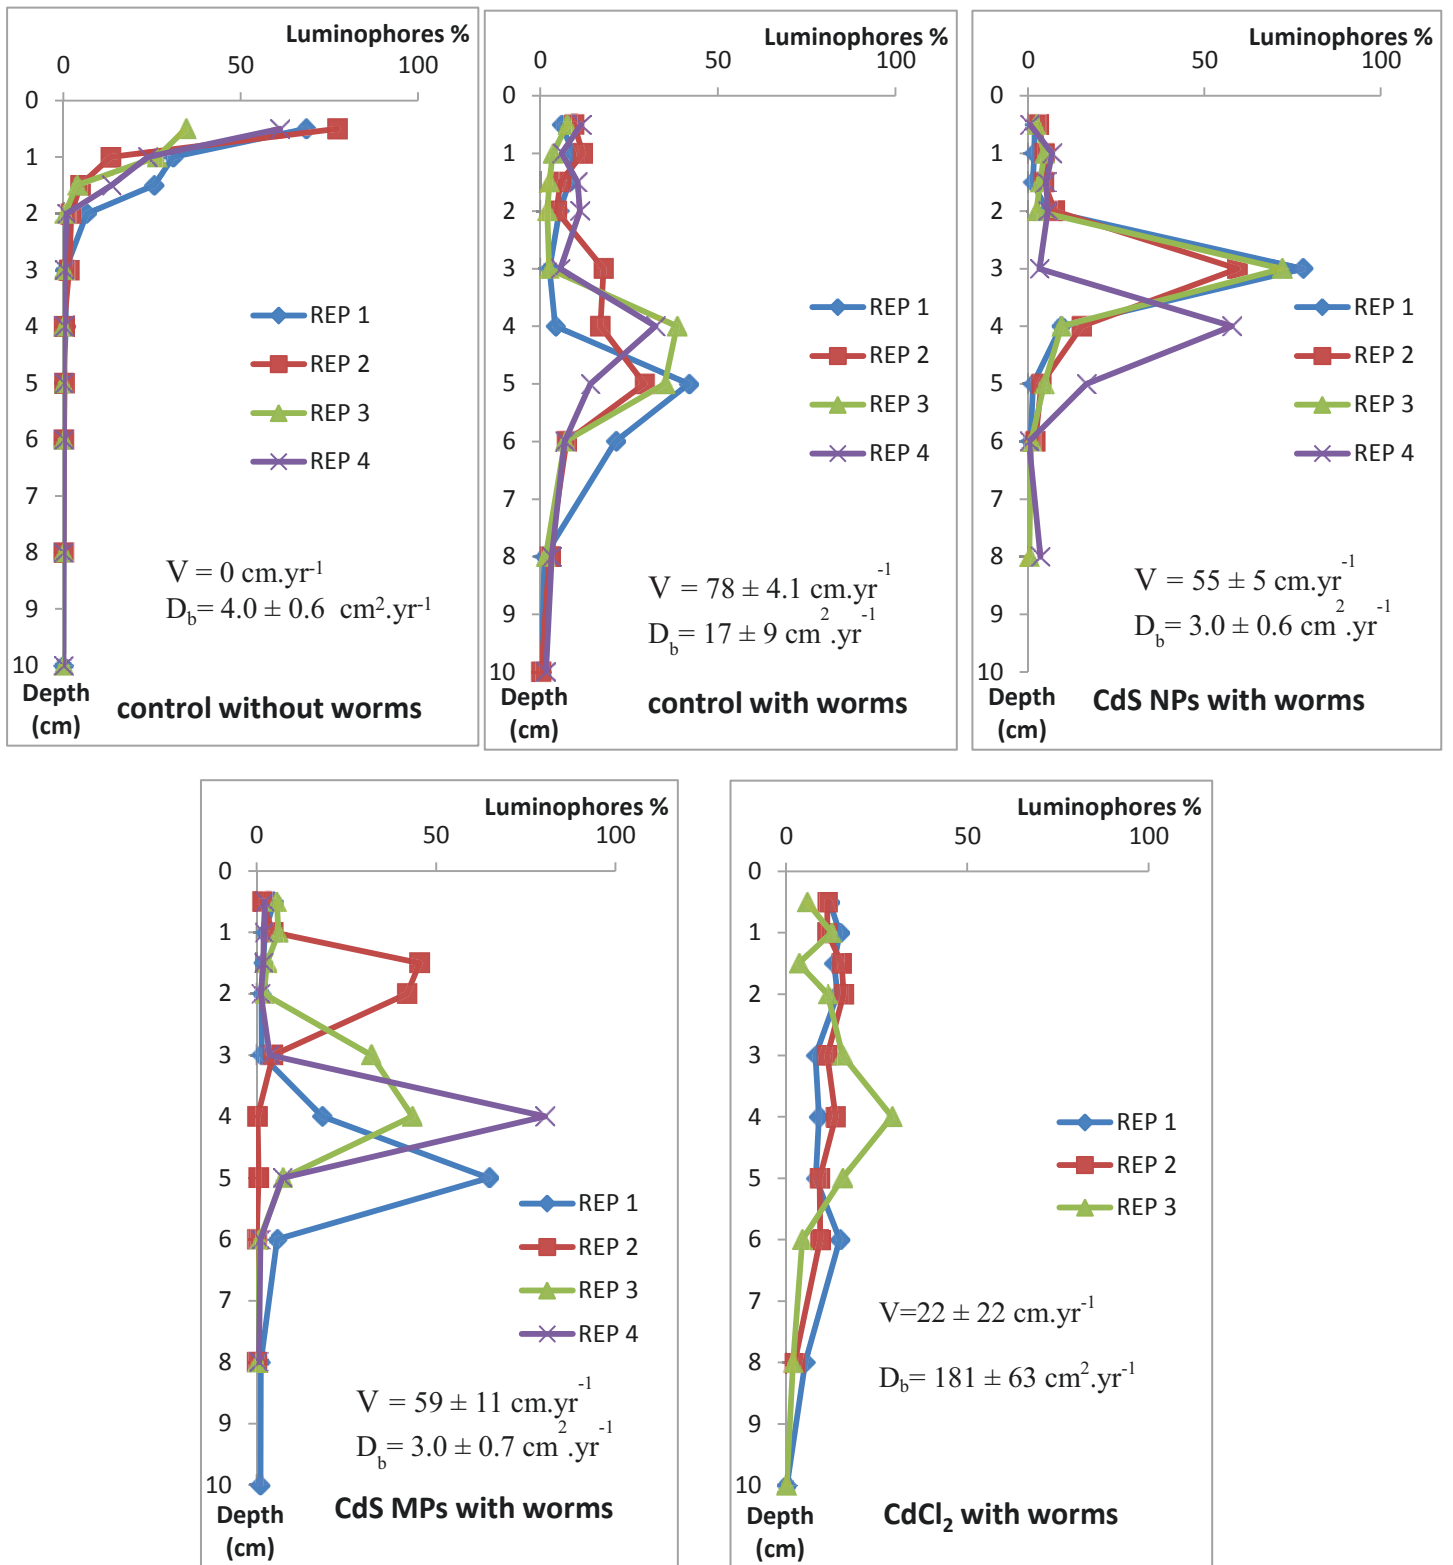 Luminophores %
0 50 100
0
1
2
3
4
5
6
7
8
9
10
REP 1
REP 2
REP 3
REP 4
V = 0 cm.yr⁻¹
D_b= 4.0 ± 0.6 cm².yr⁻¹
Depth
(cm)
control without worms
Luminophores %
0 50 100
0
1
2
3
4
5
6
7
8
9
10
REP 1
REP 2
REP 3
REP 4
V = 78 ± 4.1 cm.yr⁻¹
D_b= 17 ± 9 cm².yr⁻¹
Depth
(cm)
control with worms
Luminophores %
0 50 100
0
1
2
3
4
5
6
7
8
9
10
REP 1
REP 2
REP 3
REP 4
V = 55 ± 5 cm.yr⁻¹
D_b= 3.0 ± 0.6 cm².yr⁻¹
Depth
(cm)
CdS NPs with worms
Luminophores %
0 50 100
0
1
2
3
4
5
6
7
8
9
10
REP 1
REP 2
REP 3
REP 4
V = 59 ± 11 cm.yr⁻¹
D_b= 3.0 ± 0.7 cm².yr⁻¹
Depth
(cm)
CdS MPs with worms
Luminophores %
0 50 100
0
1
2
3
4
5
6
7
8
9
10
REP 1
REP 2
REP 3
V=22 ± 22 cm.yr⁻¹
D_b= 181 ± 63 cm².yr⁻¹
Depth
(cm)
CdCl₂ with worms